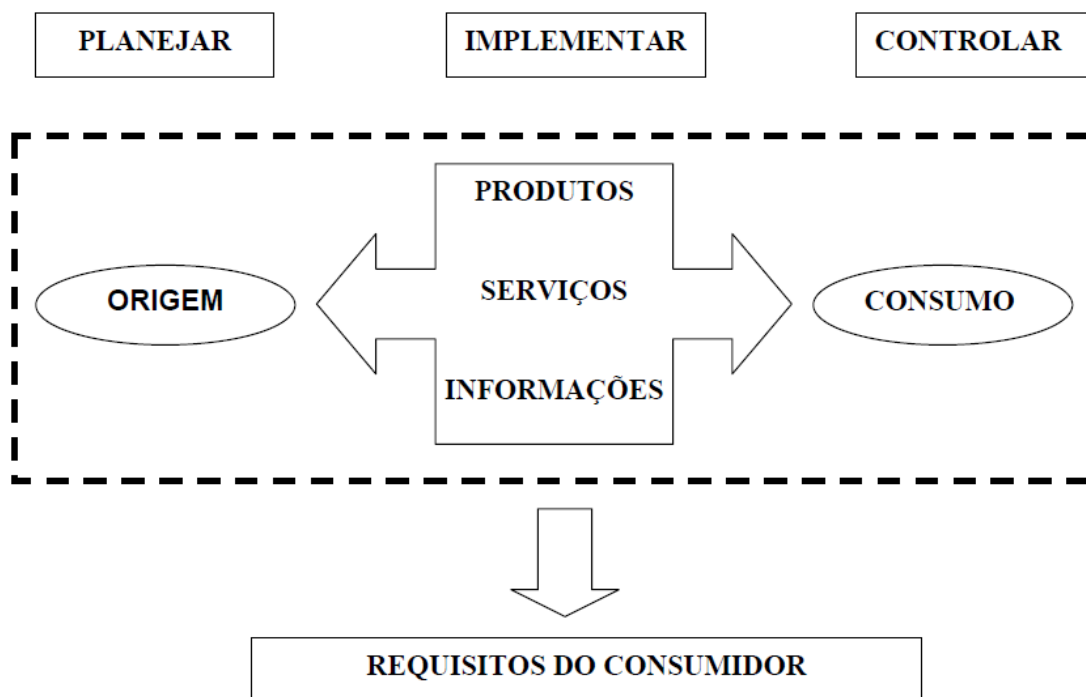 PLANEJAR
IMPLEMENTAR
CONTROLAR
PRODUTOS
ORIGEM
SERVIÇOS
CONSUMO
INFORMAÇÕES
REQUISITOS DO CONSUMIDOR